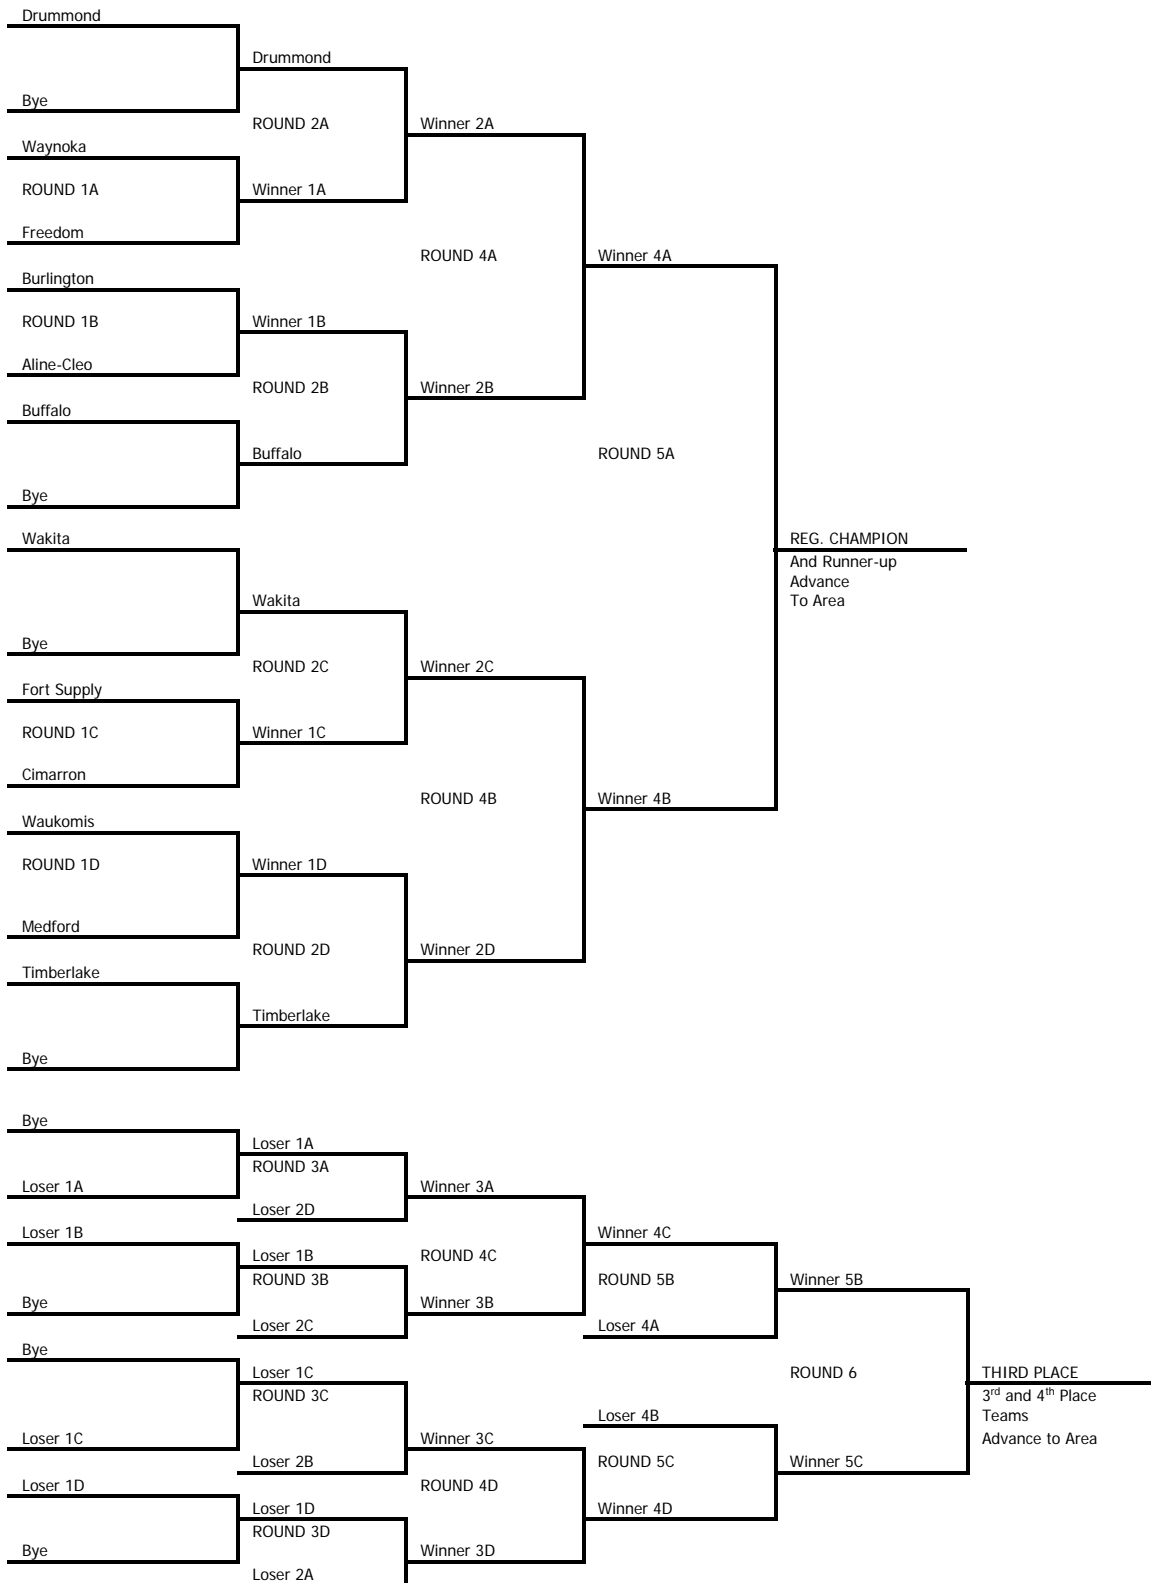 Drummond
Drummond
Bye
ROUND 2A
Winner 2A
Waynoka
ROUND 1A
Winner 1A
Freedom
ROUND 4A
Winner 4A
Burlington
ROUND 1B
Winner 1B
Aline-Cleo
ROUND 2B
Winner 2B
Buffalo
Buffalo
ROUND 5A
Bye
Wakita
REG. CHAMPION
And Runner-up
Advance
To Area
Wakita
Bye
ROUND 2C
Winner 2C
Fort Supply
ROUND 1C
Winner 1C
Cimarron
ROUND 4B
Winner 4B
Waukomis
ROUND 1D
Winner 1D
Medford
ROUND 2D
Winner 2D
Timberlake
Timberlake
Bye
Bye
Loser 1A
ROUND 3A
Loser 1A
Winner 3A
Loser 2D
Loser 1B
Winner 4C
Loser 1B
ROUND 4C
ROUND 3B
ROUND 5B
Winner 5B
Bye
Winner 3B
Loser 2C
Loser 4A
Bye
Loser 1C
ROUND 6
THIRD PLACE
ROUND 3C
3rd and 4th Place
Teams
Advance to Area
Loser 4B
Loser 1C
Winner 3C
Loser 2B
ROUND 5C
Winner 5C
Loser 1D
ROUND 4D
Loser 1D
Winner 4D
ROUND 3D
Bye
Winner 3D
Loser 2A